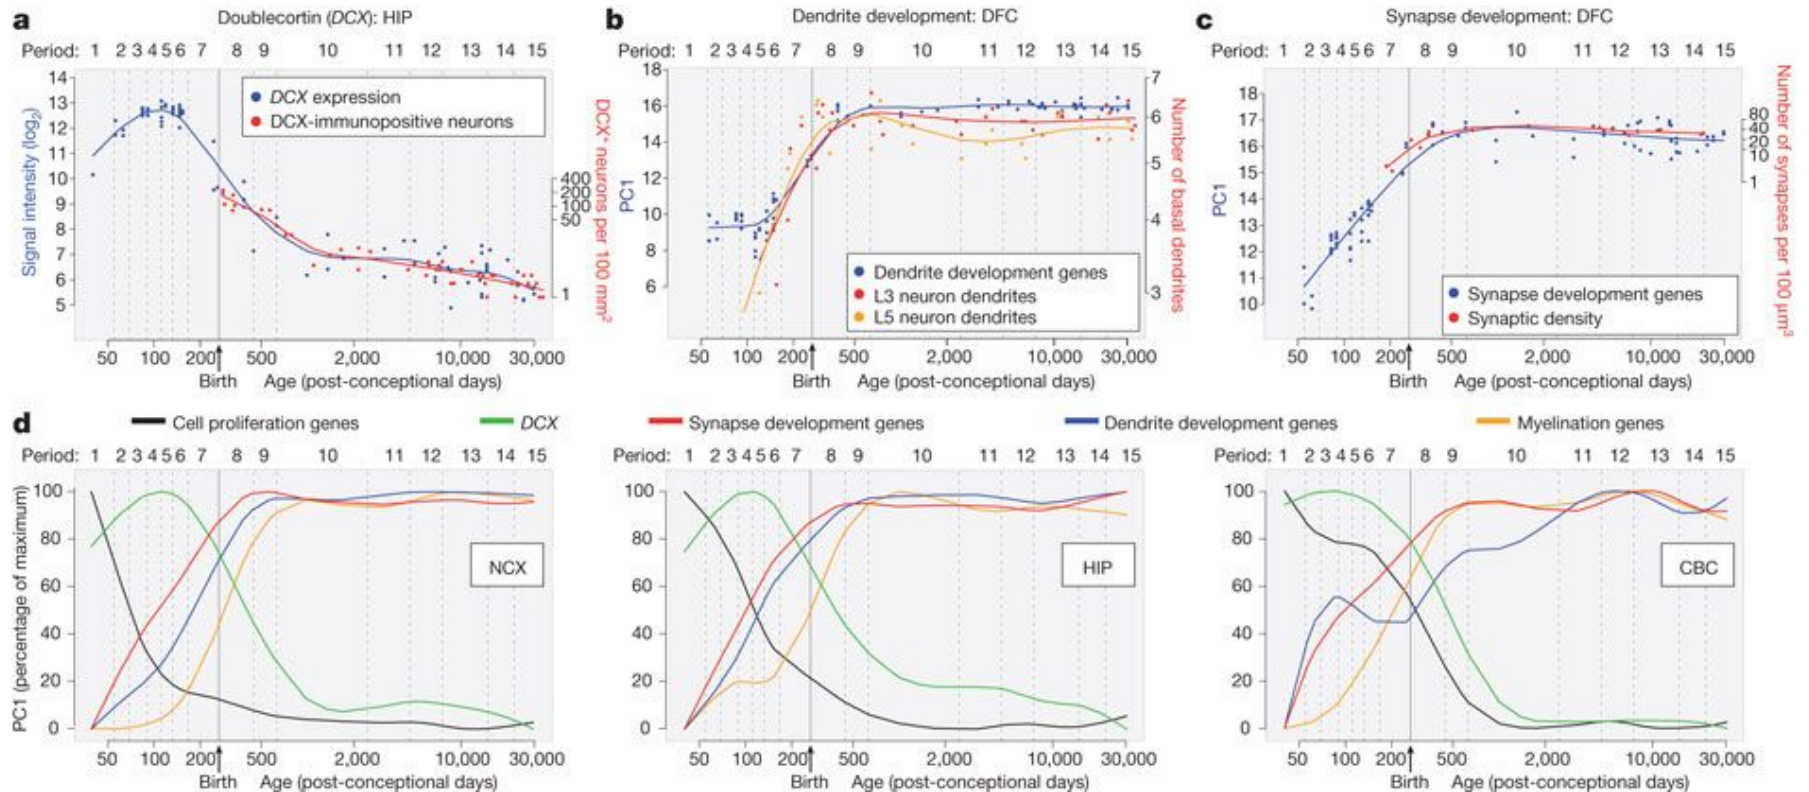 a
Doublecortin (DCX): HIP
Period: 1 2 3 4 5 6 7 8 9 10 11 12 13 14 15
Signal intensity (log2)
14
13
12
11
10
9
8
7
6
5
DCX expression
DCX-immunopositive neurons
400
200
100
50
1
DCX+ neurons per 100 mm2
50 100 200 500 2,000 10,000 30,000
Birth Age (post-conceptional days)
b
Dendrite development: DFC
Period: 1 2 3 4 5 6 7 8 9 10 11 12 13 14 15
PC1
18
16
14
12
10
8
6
7
6
5
4
3
Number of basal dendrites
Dendrite development genes
L3 neuron dendrites
L5 neuron dendrites
50 100 200 500 2,000 10,000 30,000
Birth Age (post-conceptional days)
c
Synapse development: DFC
Period: 1 2 3 4 5 6 7 8 9 10 11 12 13 14 15
PC1
18
17
16
15
14
13
12
11
10
80
40
20
10
1
Number of synapses per 100 µm3
Synapse development genes
Synaptic density
50 100 200 500 2,000 10,000 30,000
Birth Age (post-conceptional days)
d
Cell proliferation genes DCX Synapse development genes Dendrite development genes Myelination genes
Period: 1 2 3 4 5 6 7 8 9 10 11 12 13 14 15
PC1 (percentage of maximum)
100
80
60
40
20
0
NCX
50 100 200 500 2,000 10,000 30,000
Birth Age (post-conceptional days)
Period: 1 2 3 4 5 6 7 8 9 10 11 12 13 14 15
100
80
60
40
20
0
HIP
50 100 200 500 2,000 10,000 30,000
Birth Age (post-conceptional days)
Period: 1 2 3 4 5 6 7 8 9 10 11 12 13 14 15
100
80
60
40
20
0
CBC
50 100 200 500 2,000 10,000 30,000
Birth Age (post-conceptional days)